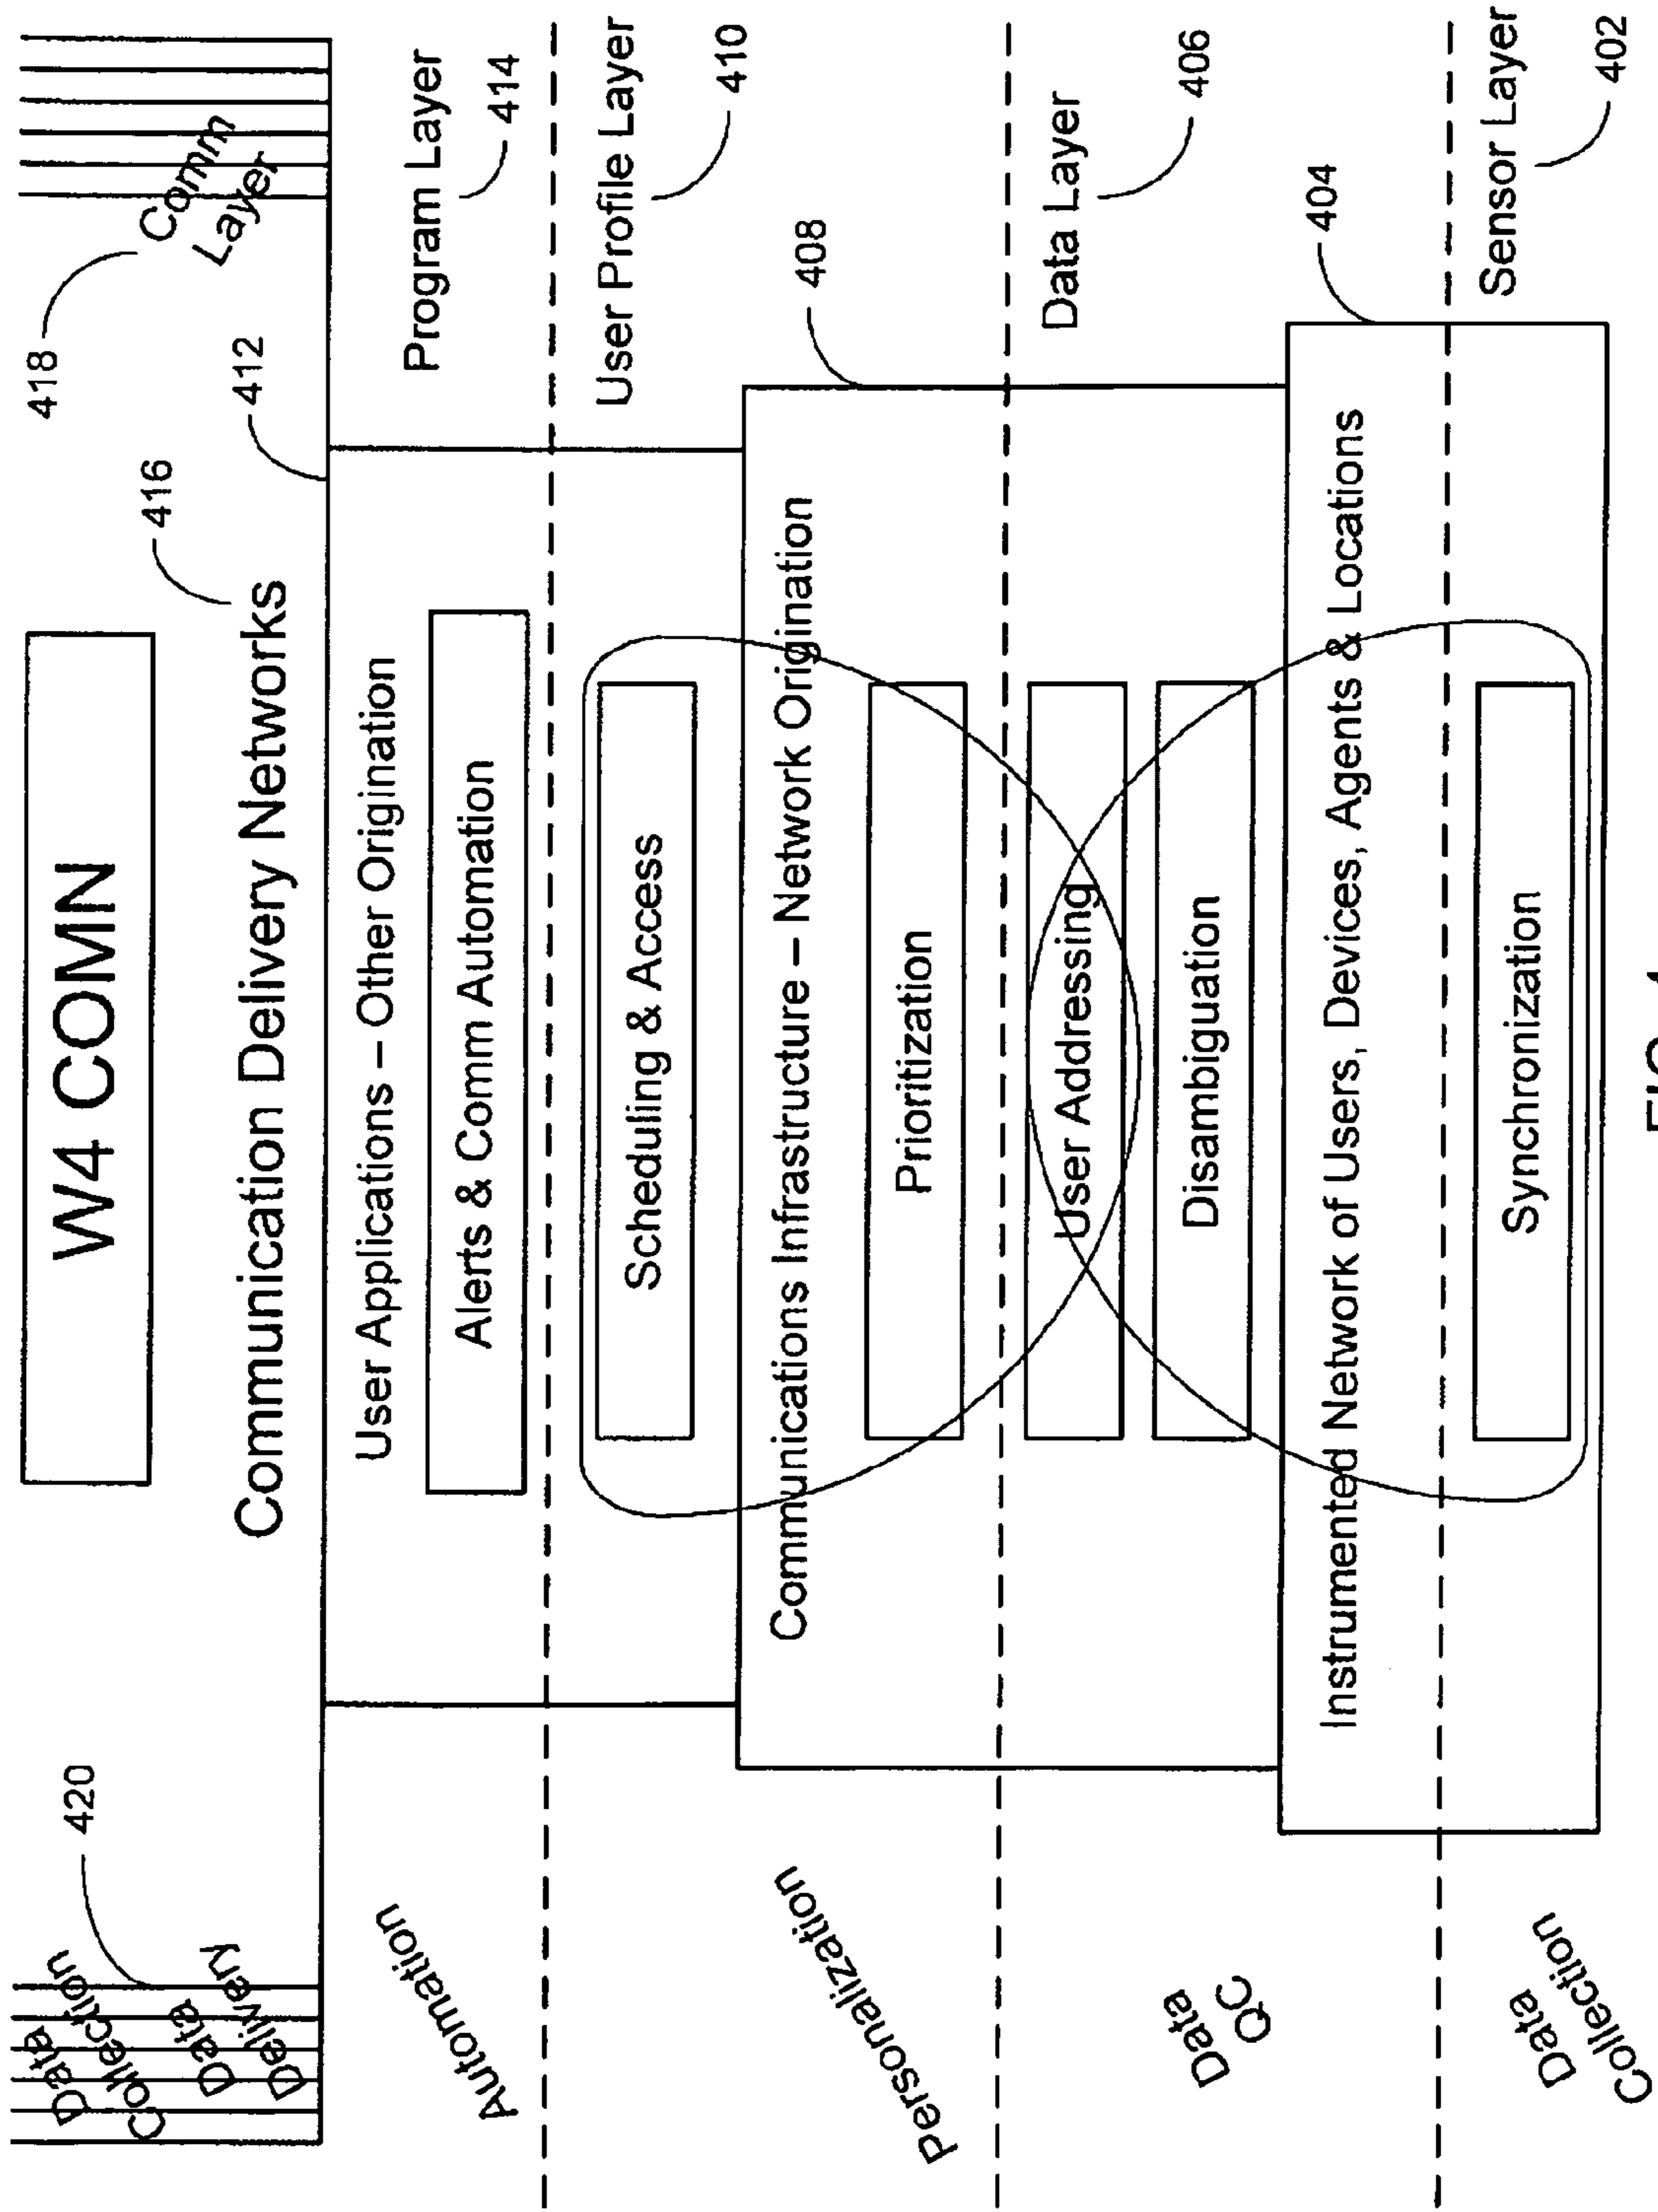 W4 COMN
418
Comm
Layer
416
Communication Delivery Networks
412
420
Data
Collection
Data
Delivery
User Applications – Other Origination
Alerts & Comm Automation
Program Layer
414
Automation
Scheduling & Access
User Profile Layer
410
Communications Infrastructure – Network Origination
408
Prioritization
Personalization
User Addressing
Data Layer
406
Disambiguation
Data
QC
Instrumented Network of Users, Devices, Agents & Locations
404
Synchronization
Sensor Layer
402
Data
Collection